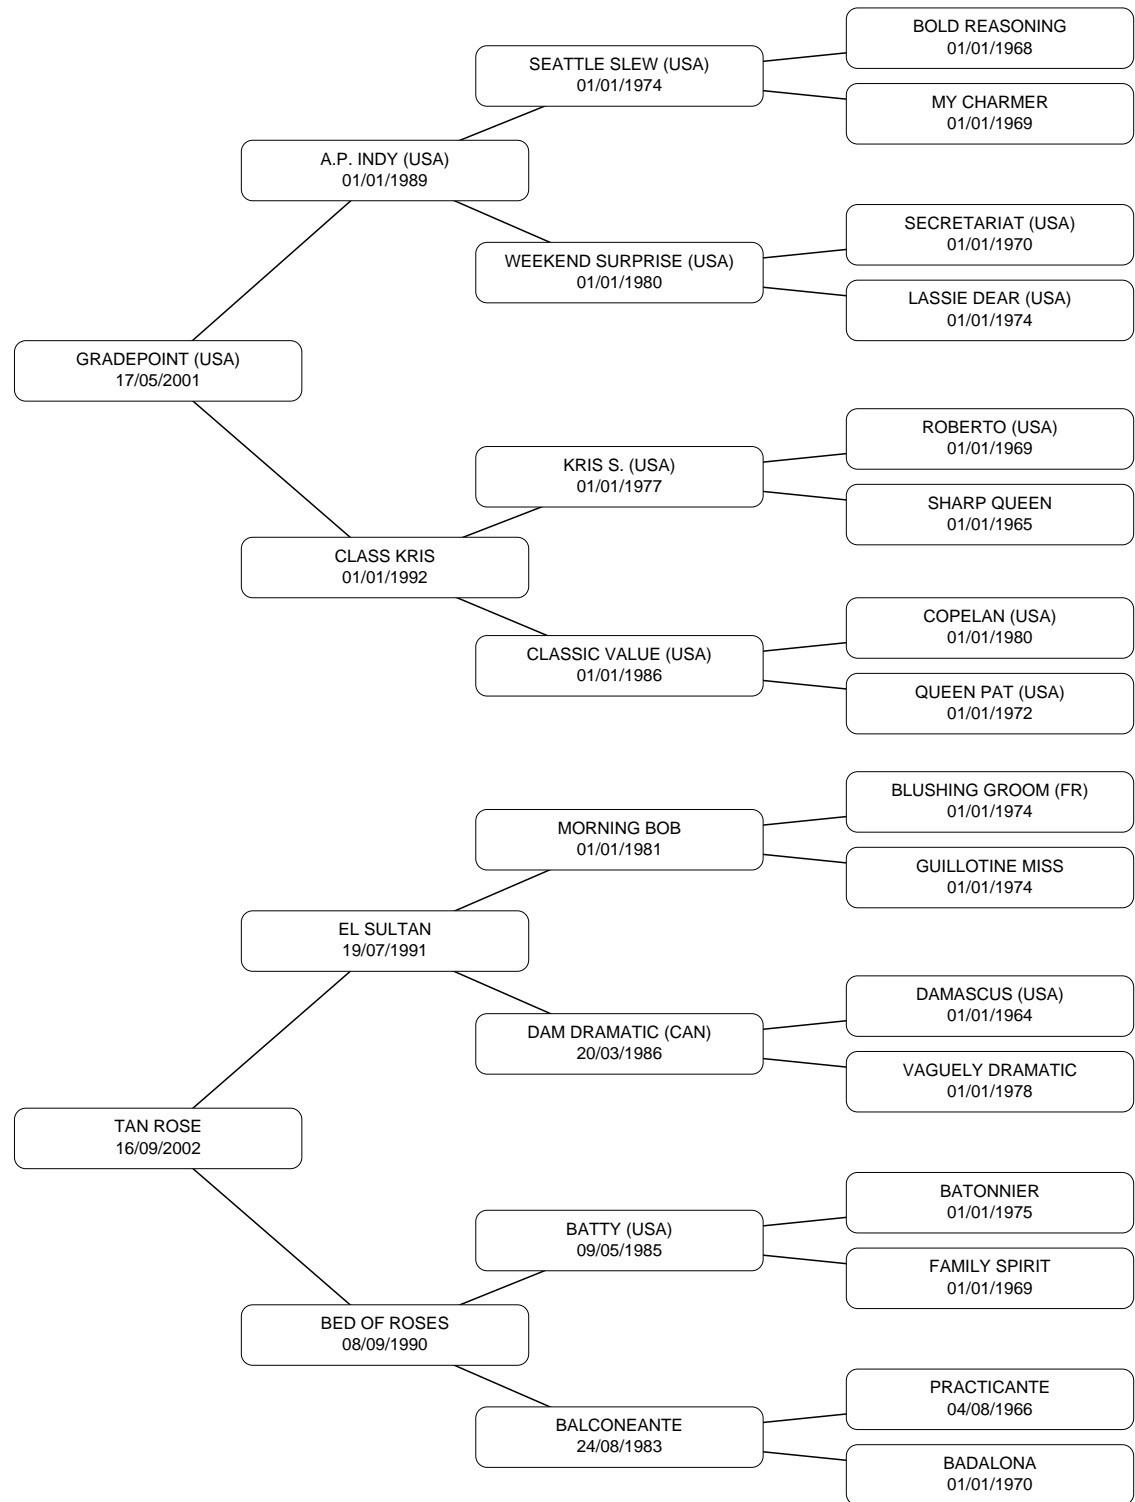 BOLD REASONING
01/01/1968
SEATTLE SLEW (USA)
01/01/1974
MY CHARMER
01/01/1969
A.P. INDY (USA)
01/01/1989
SECRETARIAT (USA)
01/01/1970
WEEKEND SURPRISE (USA)
01/01/1980
LASSIE DEAR (USA)
01/01/1974
GRADEPOINT (USA)
17/05/2001
ROBERTO (USA)
01/01/1969
KRIS S. (USA)
01/01/1977
SHARP QUEEN
01/01/1965
CLASS KRIS
01/01/1992
COPELAN (USA)
01/01/1980
CLASSIC VALUE (USA)
01/01/1986
QUEEN PAT (USA)
01/01/1972
BLUSHING GROOM (FR)
01/01/1974
MORNING BOB
01/01/1981
GUILLOTINE MISS
01/01/1974
EL SULTAN
19/07/1991
DAMASCUS (USA)
01/01/1964
DAM DRAMATIC (CAN)
20/03/1986
VAGUELY DRAMATIC
01/01/1978
TAN ROSE
16/09/2002
BATONNIER
01/01/1975
BATTY (USA)
09/05/1985
FAMILY SPIRIT
01/01/1969
BED OF ROSES
08/09/1990
PRACTICANTE
04/08/1966
BALCONEANTE
24/08/1983
BADALONA
01/01/1970